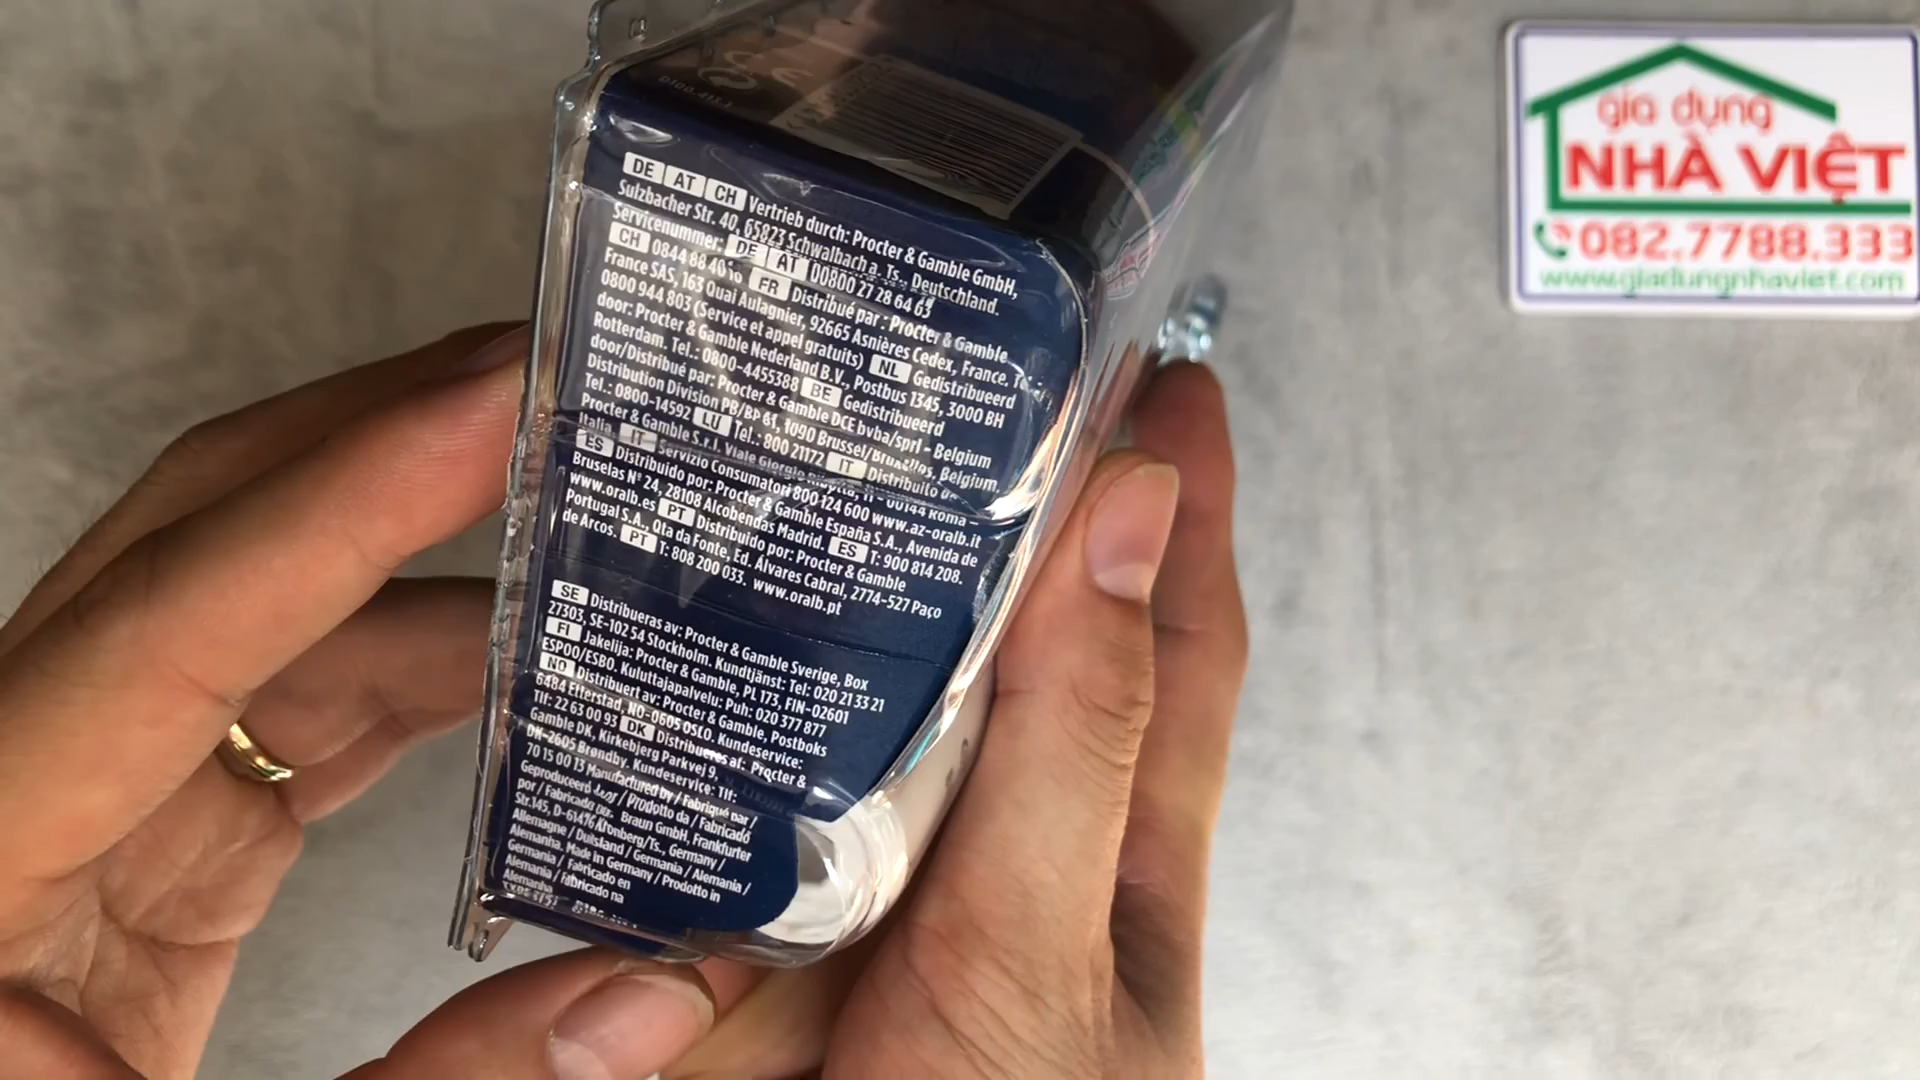 CE
D100.413.1
DE AT CH Vertrieb durch: Procter & Gamble GmbH,
Sulzbacher Str. 40, 65823 Schwalbach a. Ts., Deutschland.
Servicenummer: DE AT 00800 27 28 64 63
CH 0844 88 40 10 FR Distribué par : Procter & Gamble
France SAS, 163 Quai Aulagnier, 92665 Asnières Cedex, France.
0800 944 803 (Service et appel gratuits) NL Gedistribueerd
door: Procter & Gamble Nederland B.V., Postbus 1345, 3000 BH
Rotterdam. Tel.: 0800-4455388 BE Gedistribueerd
door/Distribué par: Procter & Gamble DCE bvba/sprl – Belgium
Distribution Division PB/BP 61, 1090 Brussel/Bruxelles, Belgium.
Tel.: 0800-14592 LU Tel.: 800 21172 IT Distribuito da
Procter & Gamble S.r.l. Viale Giorgio 00144 Roma –
Italia. IT Servizio Consumatori 800 124 600 www.az-oralb.it
ES Distribuido por: Procter & Gamble España S.A., Avenida de
Bruselas Nº 24, 28108 Alcobendas Madrid. ES T: 900 814 208.
www.oralb.es PT Distribuido por: Procter & Gamble
Portugal S.A., Qta da Fonte, Ed. Álvares Cabral, 2774-527 Paço
de Arcos. PT T: 808 200 033. www.oralb.pt
SE Distribueras av: Procter & Gamble Sverige, Box
27303, SE-102 54 Stockholm. Kundtjänst: Tel: 020 21 33 21
FI Jakelija: Procter & Gamble, PL 173, FIN-02601
ESPOO/ESBO. Kuluttajapalvelu: Puh: 020 377 877
NO Distribuert av: Procter & Gamble, Postboks
6484 Etterstad, NO-0605 OSLO. Kundeservice:
Tlf: 22 63 00 93 DK Distribueres af: Procter &
Gamble DK, Kirkebjerg Parkvej 9,
DK-2605 Brøndby. Kundeservice: Tlf:
70 15 00 13 Manufactured by / Fabriqué par /
Geproduceerd / Prodotto da / Fabricado
por / Fabricado por: Braun GmbH, Frankfurter
Str.145, D-61476 Kronberg/Ts., Germany /
Allemagne / Duitsland / Germania / Alemania /
Alemanha. Made in Germany / Prodotto in
Germania / Fabricado en
Alemania / Fabricado na
Alemanha
gia dụng
NHÀ VIỆT
082.7788.333
www.giadungnhaviet.com